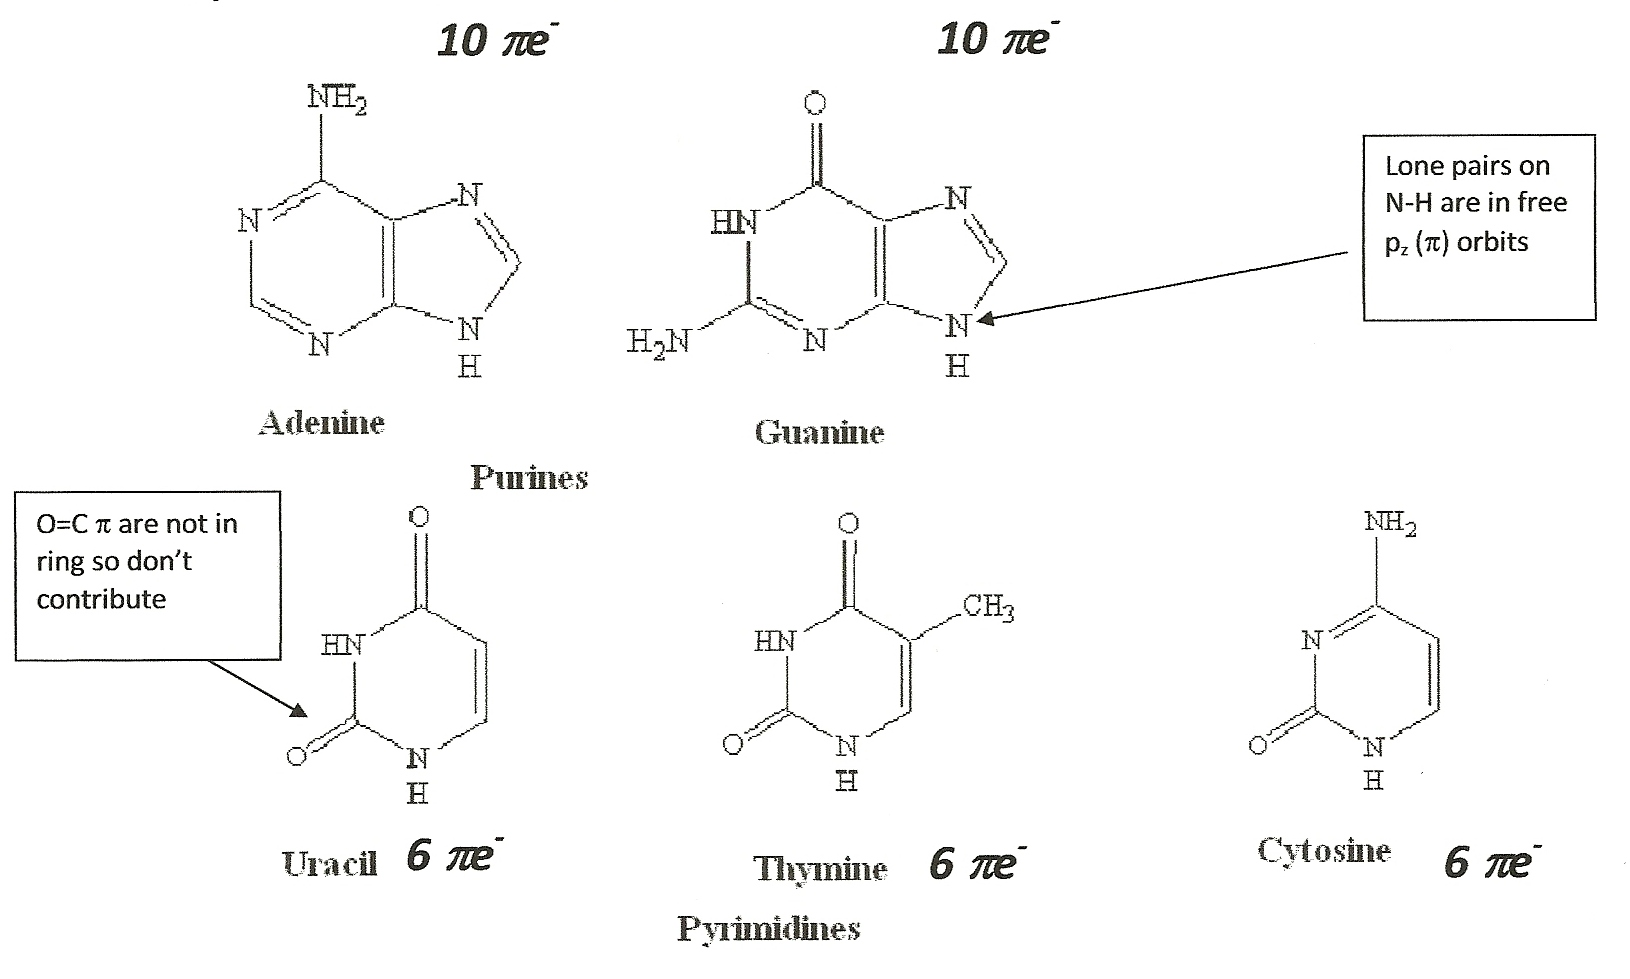 10 πe⁻
10 πe⁻
NH₂
N
N
N
N
H
Adenine
O
HN
N
H₂N
N
N
H
Guanine
Lone pairs on
N-H are in free
p_z (π) orbits
Purines
O=C π are not in
ring so don't
contribute
O
HN
O
N
H
Uracil 6 πe⁻
O
CH₃
HN
O
N
H
Thymine 6 πe⁻
NH₂
N
O
N
H
Cytosine 6 πe⁻
Pyrimidines